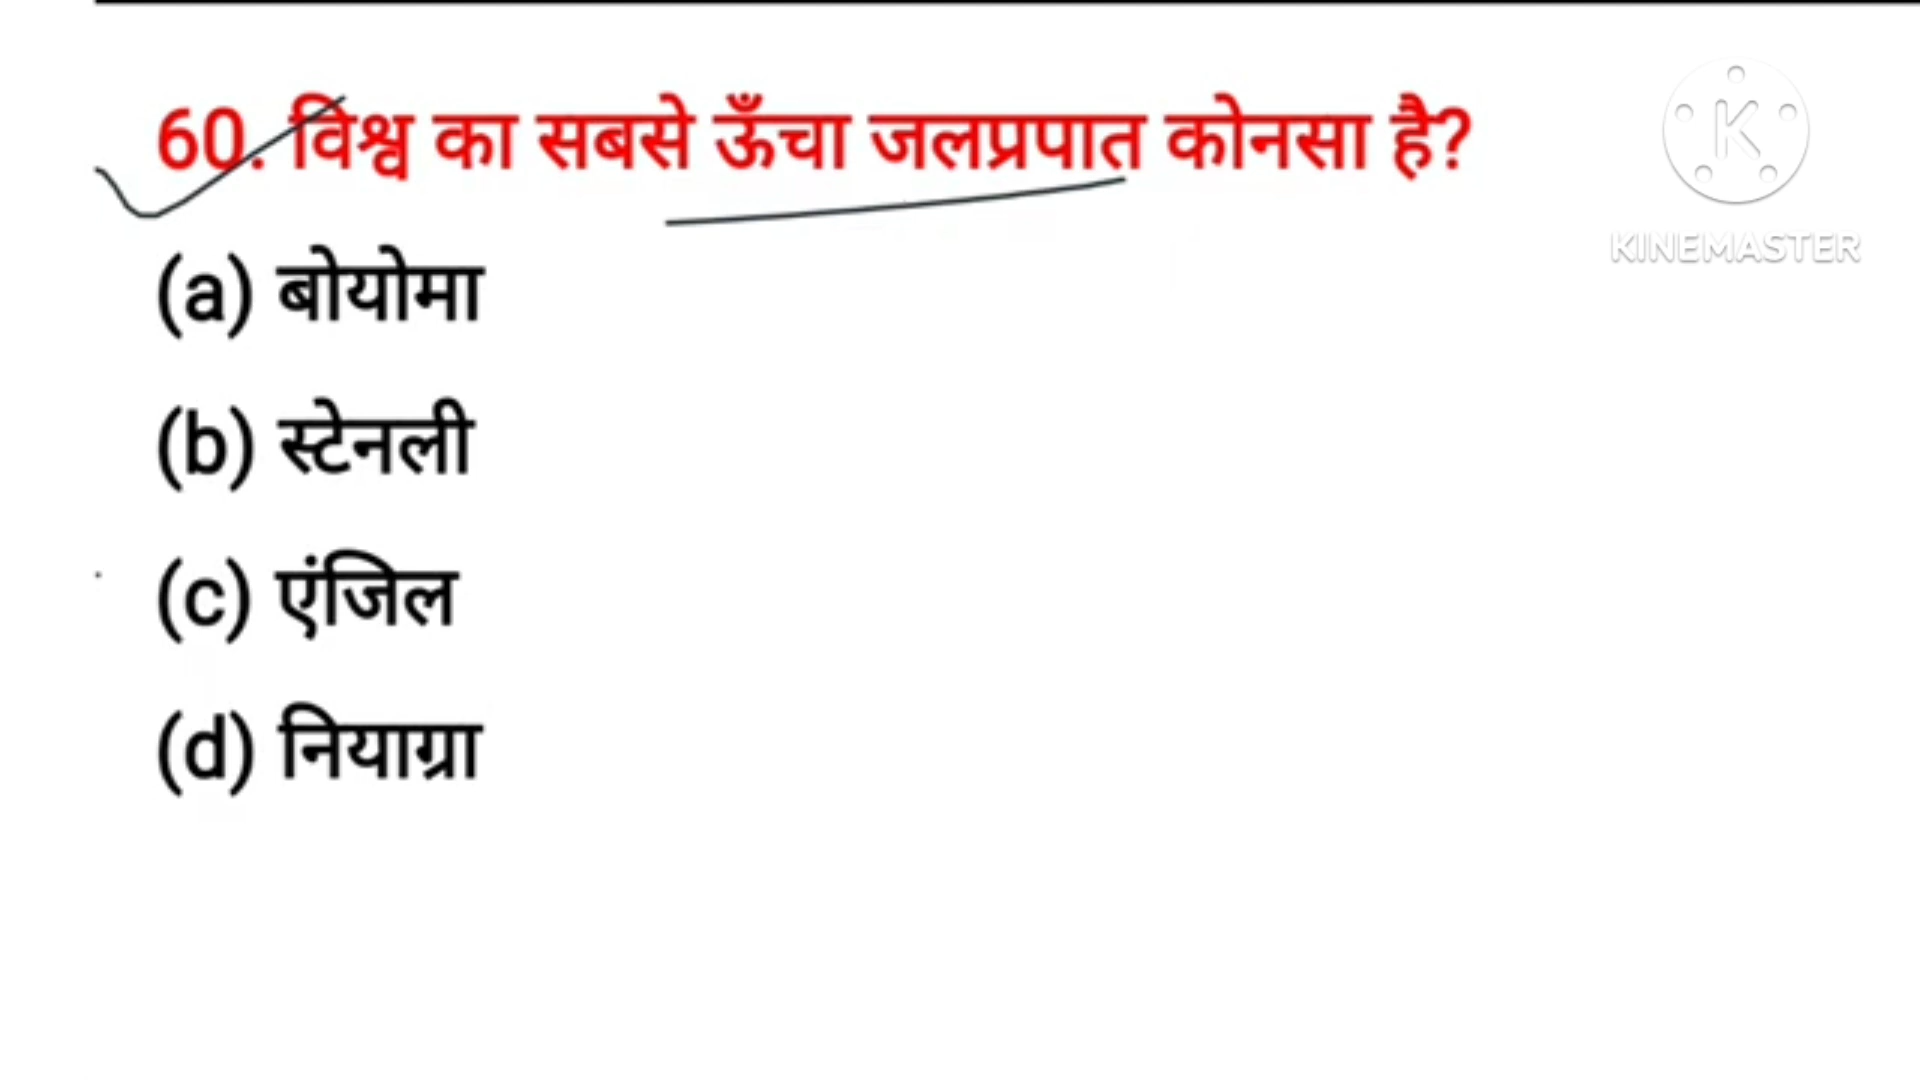 60. विश्व का सबसे ऊँचा जलप्रपात कोनसा है?
K
KINEMASTER
(a) बोयोमा
(b) स्टेनली
(c) एंजिल
(d) नियाग्रा